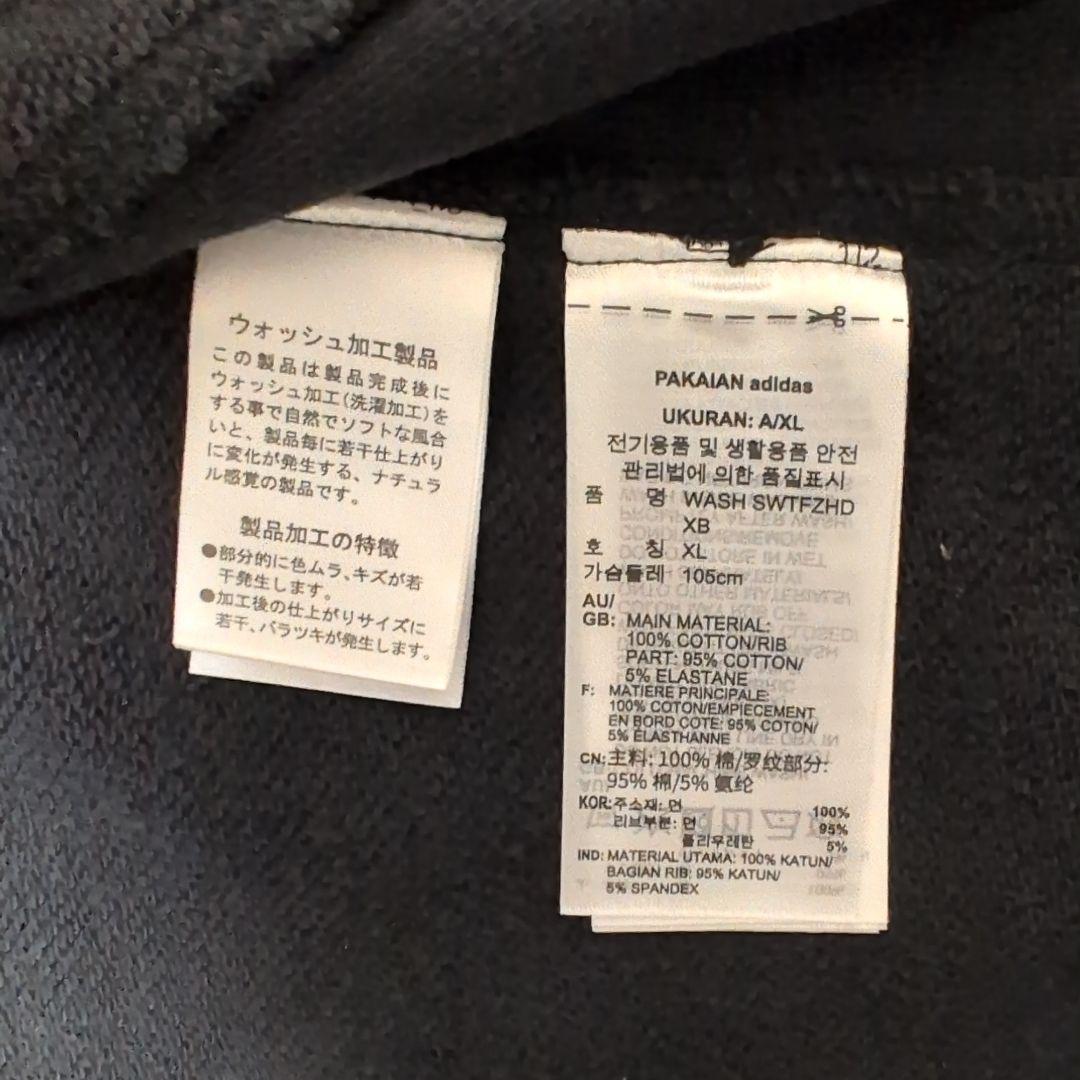 ウォッシュ加工製品
この製品は製品完成後に
ウォッシュ加工(洗濯加工)を
する事で自然でソフトな風合
いと、製品毎に若干仕上がり
に変化が発生する、ナチュラ
ル感覚の製品です。
製品加工の特徴
●部分的に色ムラ、キズが若
干発生します。
●加工後の仕上がりサイズに
若干、バラツキが発生します。
1/2
PAKAIAN adidas
UKURAN: A/XL
전기용품 및 생활용품 안전
관리법에 의한 품질표시
품 명 WASH SWTFZHD
XB
호 칭 XL
가슴둘레 105cm
AU/
GB: MAIN MATERIAL:
100% COTTON/RIB
PART: 95% COTTON/
5% ELASTANE
F: MATIERE PRINCIPALE:
100% COTON/EMPIECEMENT
EN BORD COTE: 95% COTON/
5% ELASTHANNE
CN:主料: 100% 棉/罗纹部分:
95% 棉/5% 氨纶
KOR:주소재: 면 100%
리브부분: 면 95%
폴리우레탄 5%
IND: MATERIAL UTAMA: 100% KATUN/
BAGIAN RIB: 95% KATUN/
5% SPANDEX